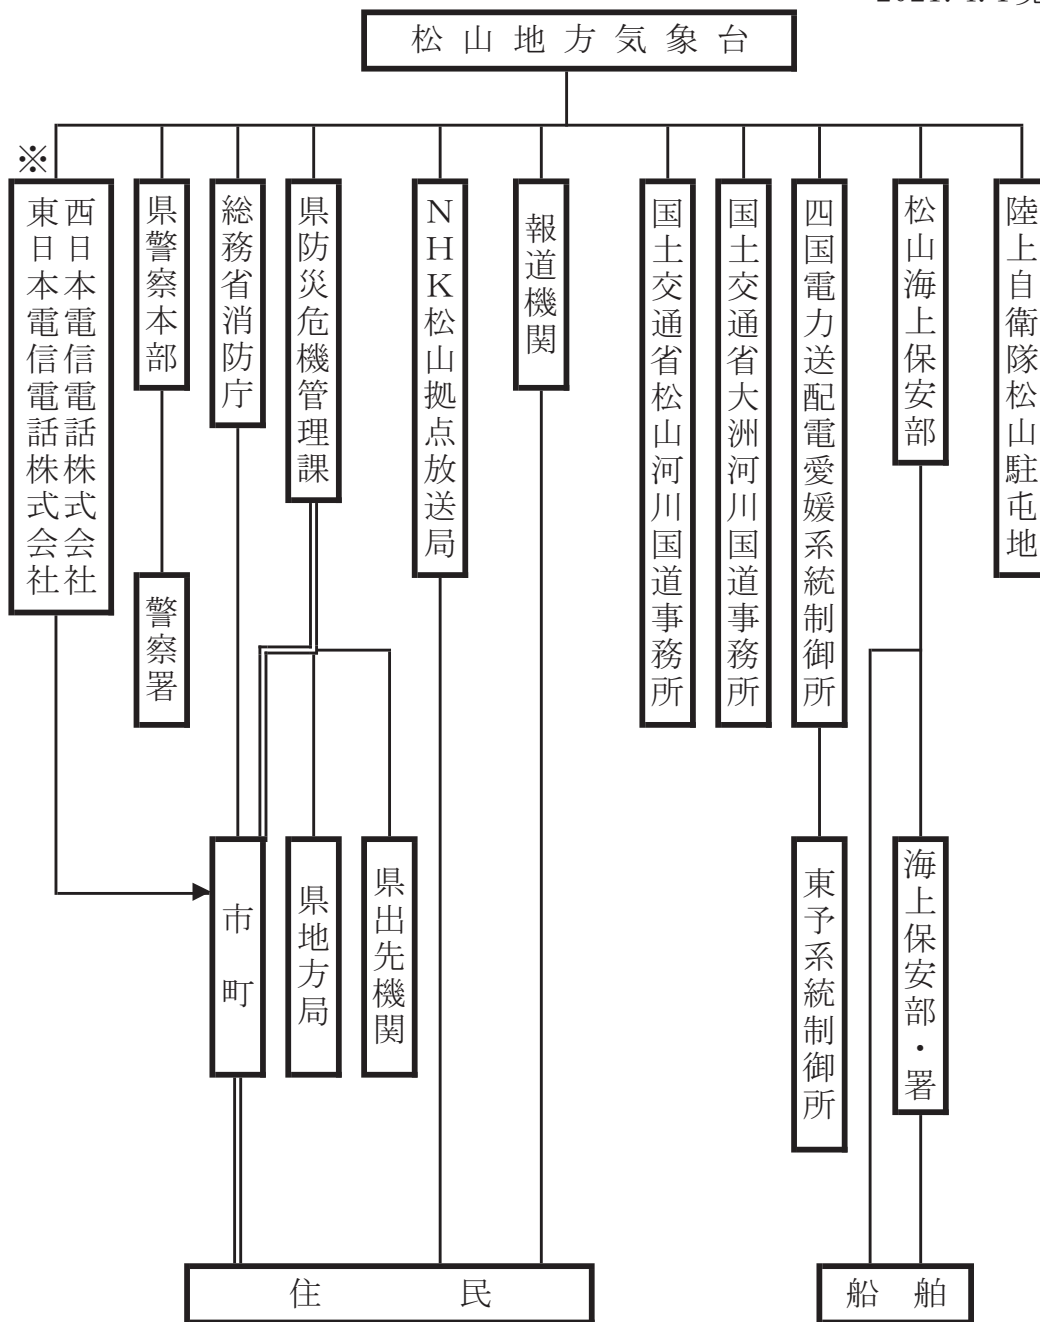 松山地方気象台
※
東日本電信電話株式会社
西日本電信電話株式会社
県警察本部
総務省消防庁
県防災危機管理課
NHK松山拠点放送局
報道機関
国土交通省松山河川国道事務所
国土交通省大洲河川国道事務所
四国電力送配電愛媛系統制御所
松山海上保安部
陸上自衛隊松山駐屯地
警察署
市町
県地方局
県出先機関
東予系統制御所
海上保安部・署
住民
船舶